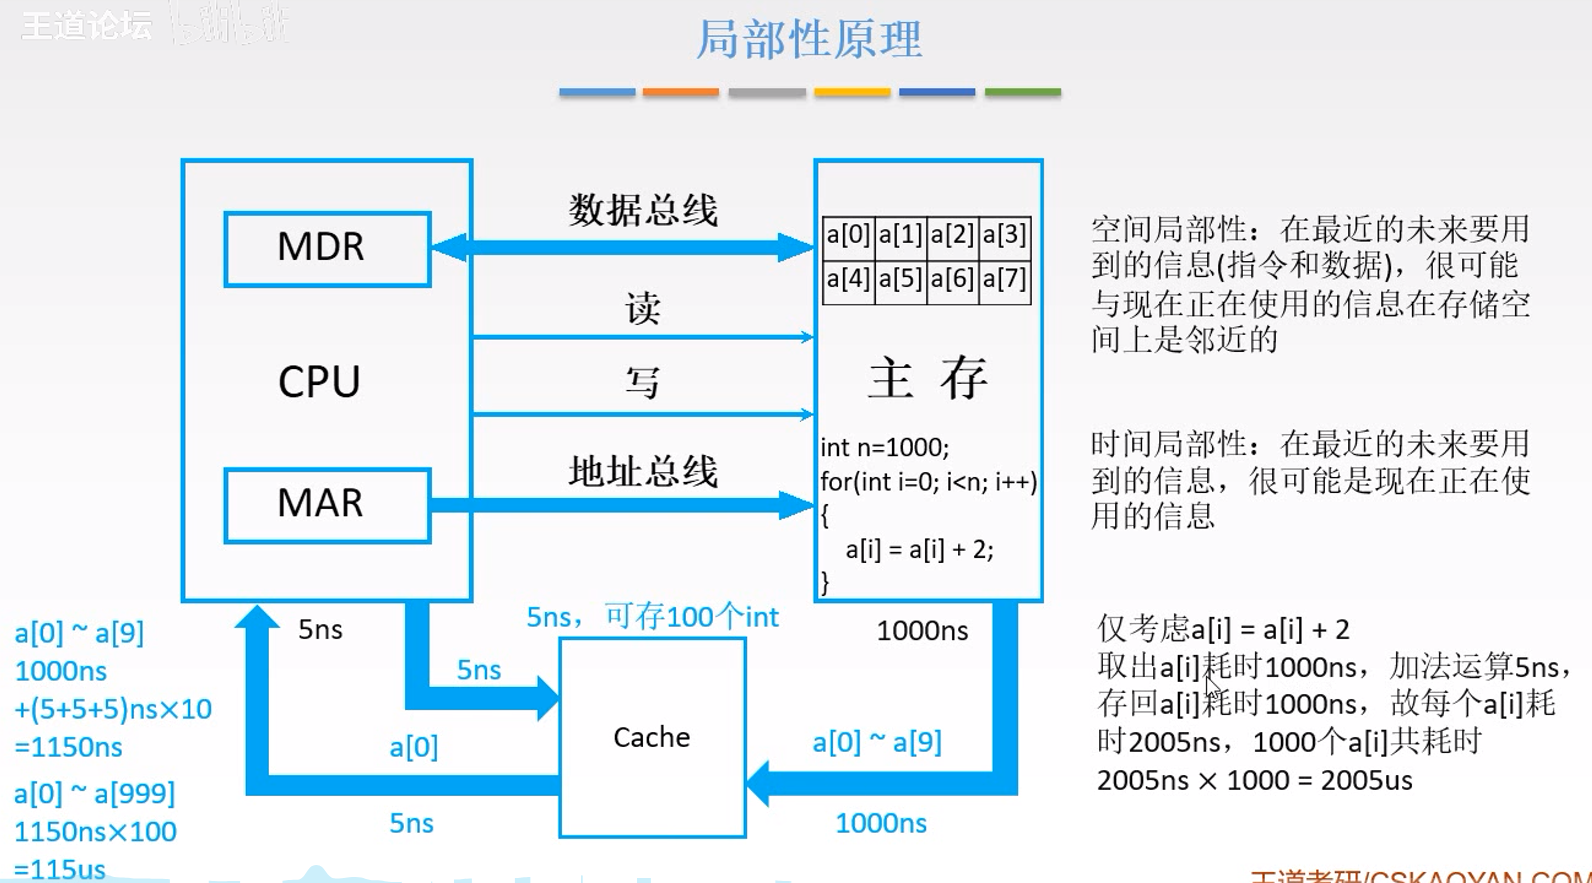 王道论坛 bilibili
局部性原理
数据总线
MDR
a[0] a[1] a[2] a[3]
a[4] a[5] a[6] a[7]
读
CPU
写
主 存
地址总线
MAR
int n=1000;
for(int i=0; i<n; i++)
{
a[i] = a[i] + 2;
}
空间局部性：在最近的未来要用
到的信息(指令和数据)，很可能
与现在正在使用的信息在存储空
间上是邻近的
时间局部性：在最近的未来要用
到的信息，很可能是现在正在使
用的信息
5ns
5ns，可存100个int
1000ns
a[0] ~ a[9]
1000ns
+(5+5+5)ns×10
=1150ns
a[0] ~ a[999]
1150ns×100
=115us
5ns
Cache
a[0]
5ns
a[0] ~ a[9]
1000ns
仅考虑a[i] = a[i] + 2
取出a[i]耗时1000ns，加法运算5ns，
存回a[i]耗时1000ns，故每个a[i]耗
时2005ns，1000个a[i]共耗时
2005ns × 1000 = 2005us
王道考研/CSKAOYAN.COM